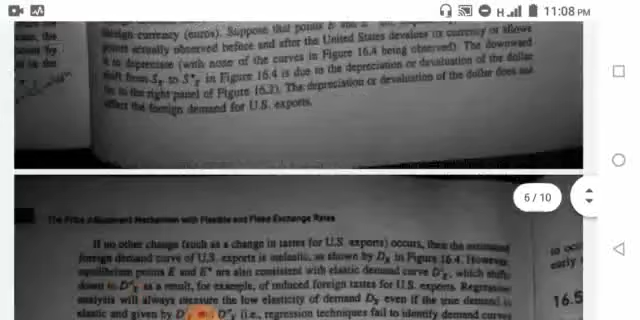 11:08 PM
foreign currency (euros). Suppose that points E and E*
points actually observed before and after the United States devalues its currency or allows
it to depreciate (with none of the curves in Figure 16.4 being observed). The downward
shift from S to S' in Figure 16.4 is due to the depreciation or devaluation of the dollar
in the right panel of Figure 16.2). The depreciation or devaluation of the dollar does not
affect the foreign demand for U.S. exports.
6 / 10
The Price Adjustment Mechanism with Flexible and Fixed Exchange Rates
If no other change (such as a change in tastes for U.S. exports) occurs, then the estimated
foreign demand curve of U.S. exports is inelastic, as shown by in Figure 16.4. However,
equilibrium points E and E* are also consistent with elastic demand curve which shifts
down to as a result, for example, of reduced foreign tastes for U.S. exports. Regression
analysis will always measure the low elasticity of demand even if the true demand is
elastic and given by (i.e., regression techniques fail to identify demand curves
early
16.5